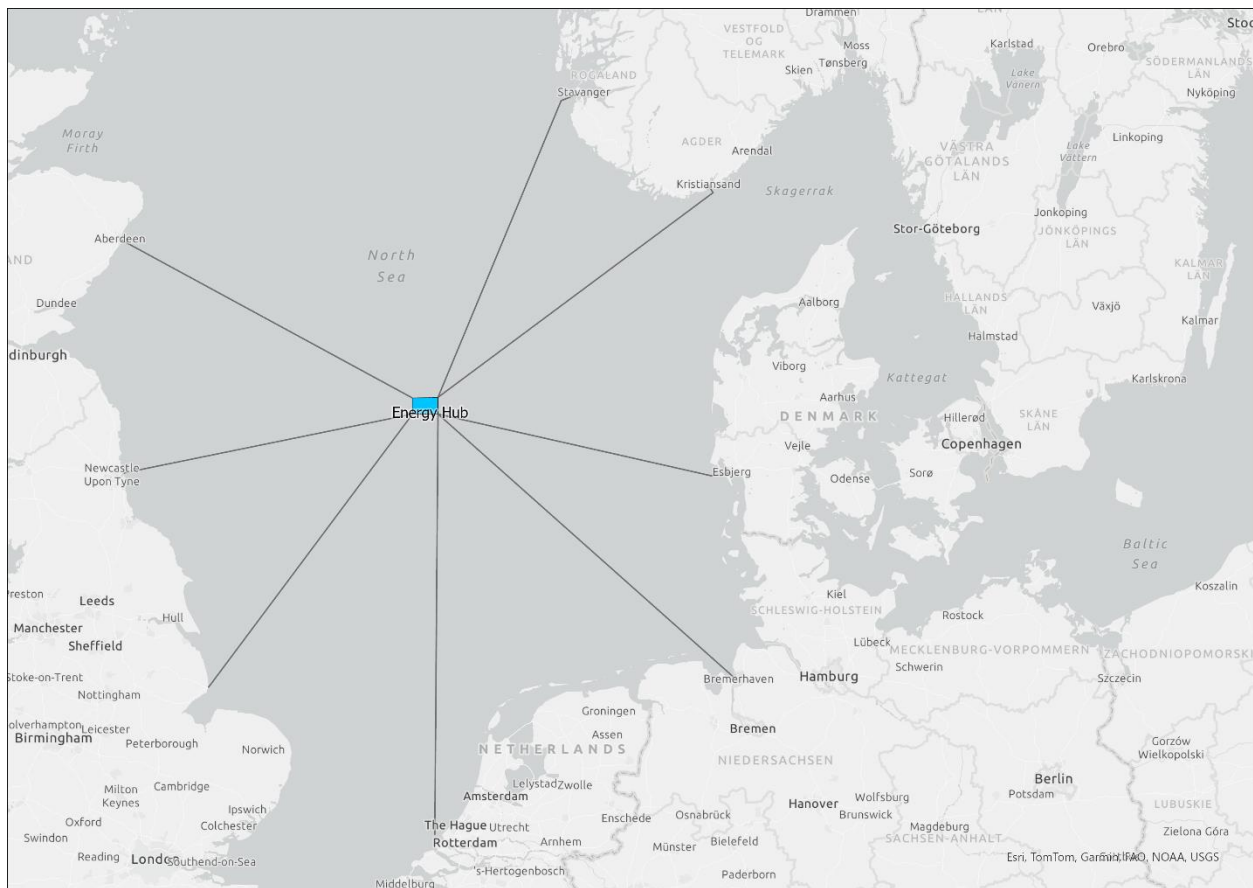 Drammen
LÄN
Stoc
VESTFOLD
OG
TELEMARK
Moss
Tønsberg
Skien
Karlstad
Orebro
SÖDERMANLANDS
LÄN
Lake
Vanern
Nyköping
ROGALAND
Stavanger
Moray
Firth
AGDER
Arendal
Linkoping
VÄSTRA
GÖTALANDS
LÄN
Lake
Vattern
Kristiansand
Skagerrak
Jonkoping
JÖNKÖPINGS
LÄN
Aberdeen
Stor-Göteborg
North
Sea
AND
KALMAR
LÄN
Dundee
Aalborg
HALLANDS
LÄN
Växjö
Kalmar
Halmstad
dinburgh
Viborg
Kattegat
Karlskrona
Aarhus
Energy Hub
DENMARK
Hillerød
SKÅNE
LÄN
Copenhagen
Vejle
Newcastle
Upon Tyne
Esbjerg
Odense
Sorø
Baltic
Sea
Koszalin
Preston
Leeds
Kiel
SCHLESWIG-HOLSTEIN
Rostock
Hull
Manchester
Sheffield
Lübeck
MECKLENBURG-VORPOMMERN
ZACHODNIOPOMORSKI
Schwerin
Stoke-on-Trent
Bremerhaven
Hamburg
Szczecin
Nottingham
Groningen
olverhampton
Leicester
Birmingham
Peterborough
Norwich
Assen
Bremen
NETHERLANDS
NIEDERSACHSEN
Gorzów
Wielkopolski
Milton
Keynes
Cambridge
Lelystad
Zwolle
Amsterdam
Berlin
Potsdam
Ipswich
Colchester
Oxford
Swindon
The Hague
Utrecht
Rotterdam
Arnhem
Enschede
Osnabrück
Hanover
Wolfsburg
Brunswick
LUBUSKIE
Magdeburg
SACHSEN-ANHALT
Münster
Bielefeld
Zielona Góra
Reading
London
Southend-on-Sea
's-Hertogenbosch
Middelburg
Paderborn
Esri, TomTom, Garmin, FAO, NOAA, USGS